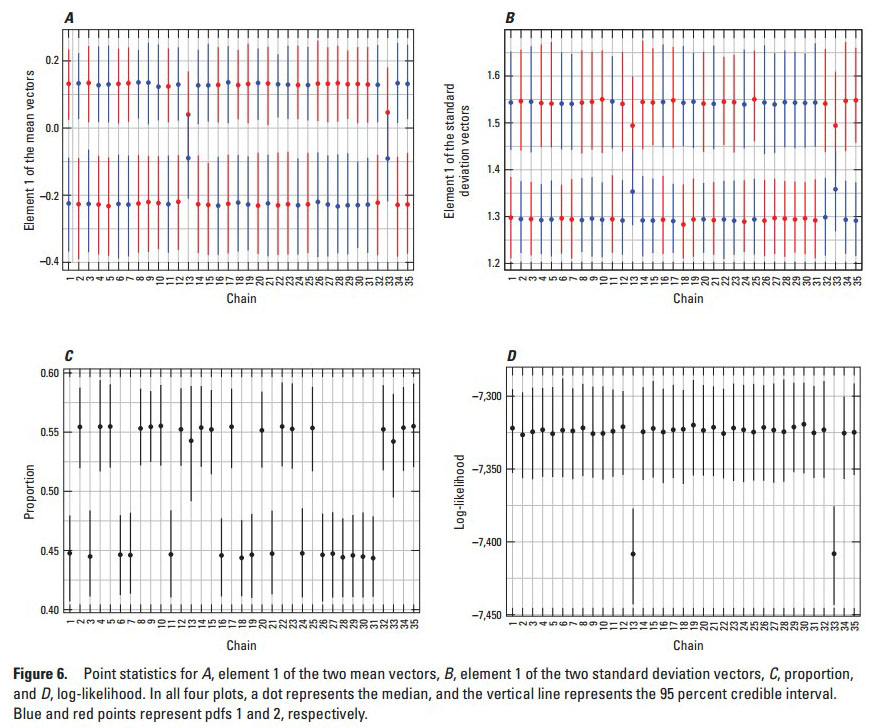 A
B
Element 1 of the mean vectors
0.2
0.0
−0.2
−0.4
1 2 3 4 5 6 7 8 9 10 11 12 13 14 15 16 17 18 19 20 21 22 23 24 25 26 27 28 29 30 31 32 33 34 35
Chain
Element 1 of the standard
deviation vectors
1.6
1.5
1.4
1.3
1.2
1 2 3 4 5 6 7 8 9 10 11 12 13 14 15 16 17 18 19 20 21 22 23 24 25 26 27 28 29 30 31 32 33 34 35
Chain
C
D
Proportion
0.60
0.55
0.50
0.45
0.40
1 2 3 4 5 6 7 8 9 10 11 12 13 14 15 16 17 18 19 20 21 22 23 24 25 26 27 28 29 30 31 32 33 34 35
Chain
Log-likelihood
−7,300
−7,350
−7,400
−7,450
1 2 3 4 5 6 7 8 9 10 11 12 13 14 15 16 17 18 19 20 21 22 23 24 25 26 27 28 29 30 31 32 33 34 35
Chain
Figure 6. Point statistics for A, element 1 of the two mean vectors, B, element 1 of the two standard deviation vectors, C, proportion,
and D, log-likelihood. In all four plots, a dot represents the median, and the vertical line represents the 95 percent credible interval.
Blue and red points represent pdfs 1 and 2, respectively.